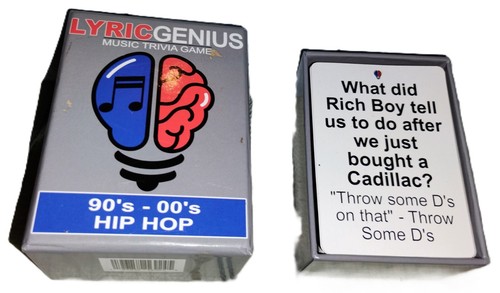 LYRICGENIUS
MUSIC TRIVIA GAME
90's - 00's
HIP HOP
What did
Rich Boy tell
us to do after
we just
bought a
Cadillac?
"Throw some D's
on that" - Throw
Some D's